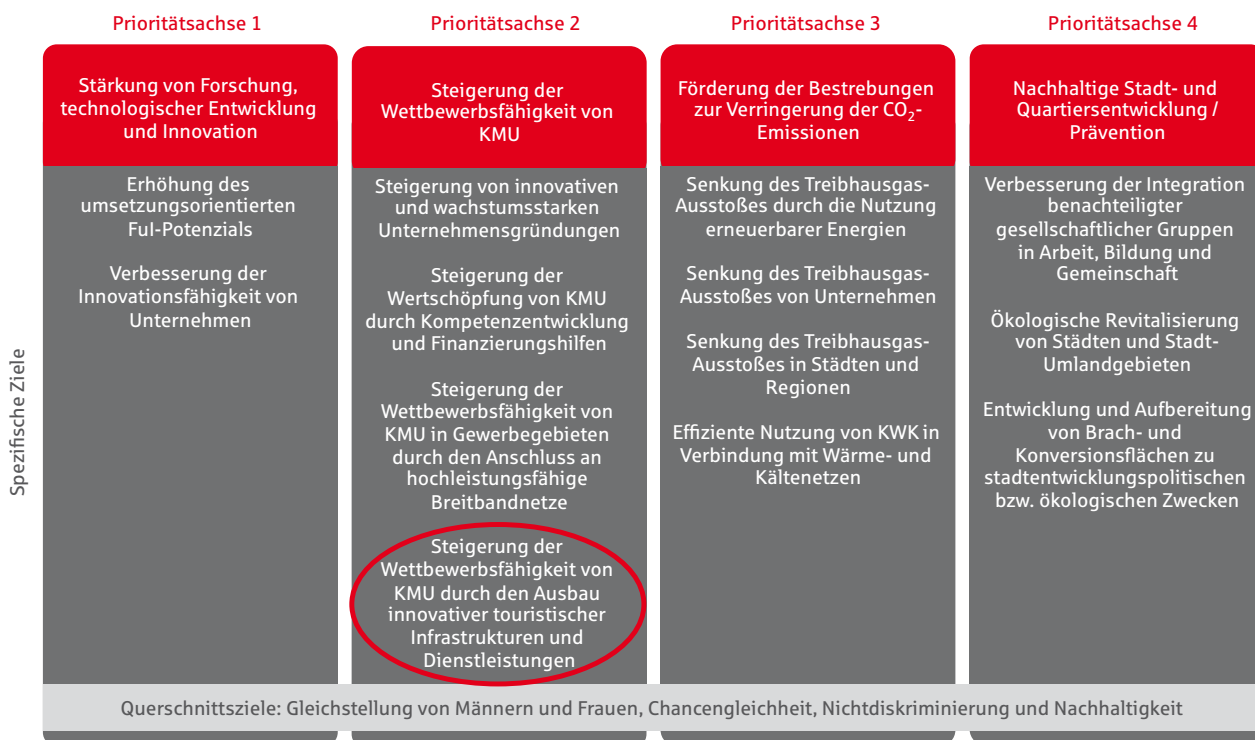 Prioritätsachse 1
Stärkung von Forschung,
technologischer Entwicklung
und Innovation
Erhöhung des
umsetzungsorientierten
FuI-Potenzials
Verbesserung der
Innovationsfähigkeit von
Unternehmen
Prioritätsachse 2
Steigerung der
Wettbewerbsfähigkeit von
KMU
Steigerung von innovativen
und wachstumsstarken
Unternehmensgründungen
Steigerung der
Wertschöpfung von KMU
durch Kompetenzentwicklung
und Finanzierungshilfen
Steigerung der
Wettbewerbsfähigkeit von
KMU in Gewerbegebieten
durch den Anschluss an
hochleistungsfähige
Breitbandnetze
Steigerung der
Wettbewerbsfähigkeit von
KMU durch den Ausbau
innovativer touristischer
Infrastrukturen und
Dienstleistungen
Prioritätsachse 3
Förderung der Bestrebungen
zur Verringerung der CO₂-
Emissionen
Senkung des Treibhausgas-
Ausstoßes durch die Nutzung
erneuerbarer Energien
Senkung des Treibhausgas-
Ausstoßes von Unternehmen
Senkung des Treibhausgas-
Ausstoßes in Städten und
Regionen
Effiziente Nutzung von KWK in
Verbindung mit Wärme- und
Kältenetzen
Prioritätsachse 4
Nachhaltige Stadt- und
Quartiersentwicklung /
Prävention
Verbesserung der Integration
benachteiligter
gesellschaftlicher Gruppen
in Arbeit, Bildung und
Gemeinschaft
Ökologische Revitalisierung
von Städten und Stadt-
Umlandgebieten
Entwicklung und Aufbereitung
von Brach- und
Konversionsflächen zu
stadtentwicklungspolitischen
bzw. ökologischen Zwecken
Spezifische Ziele
Querschnittsziele: Gleichstellung von Männern und Frauen, Chancengleichheit, Nichtdiskriminierung und Nachhaltigkeit